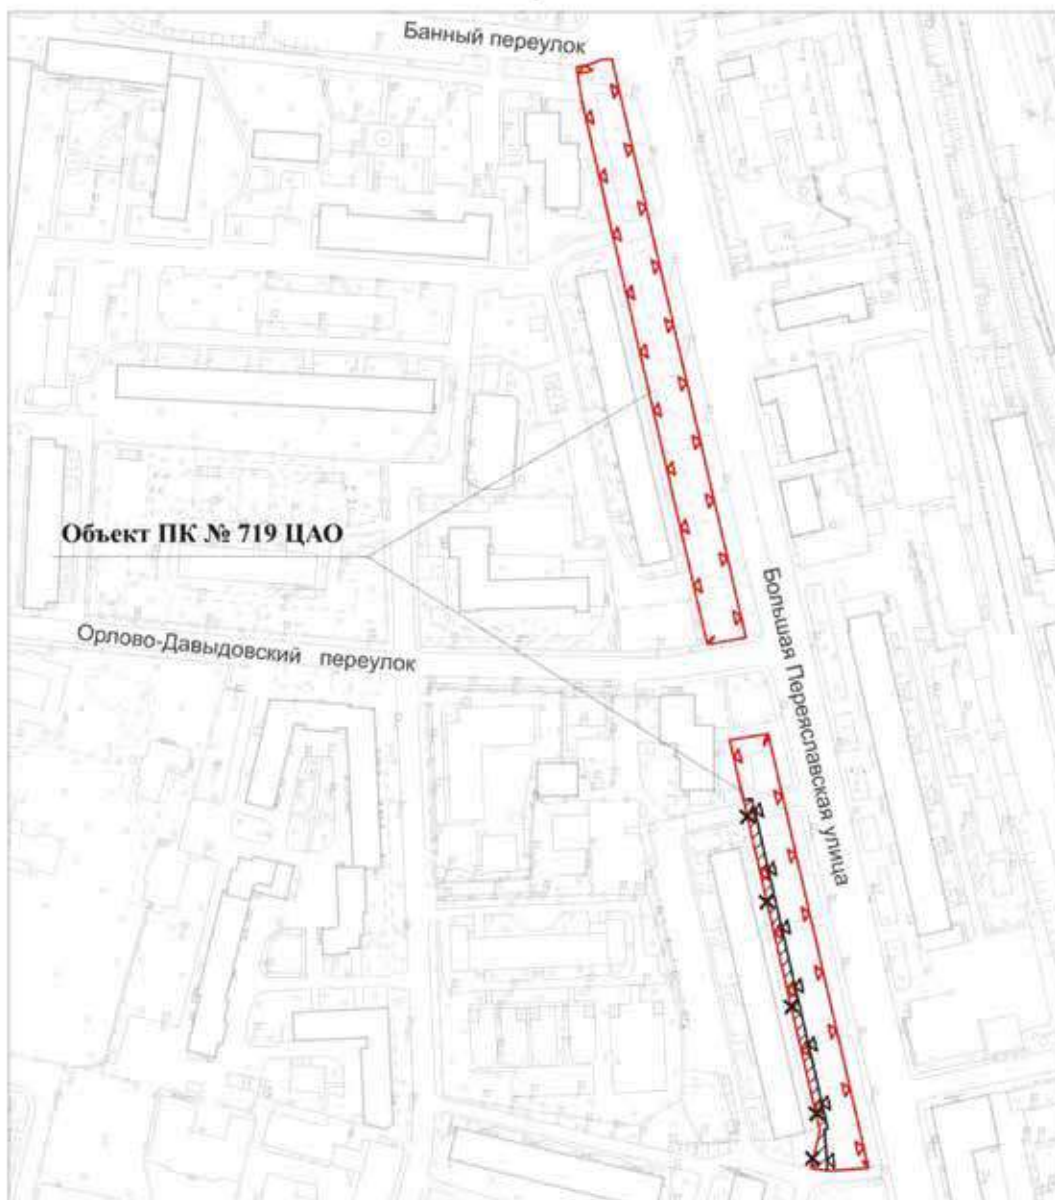 Банный переулок
Объект ПК № 719 ЦАО
Орлово-Давыдовский переулок
Большая Переяславская улица